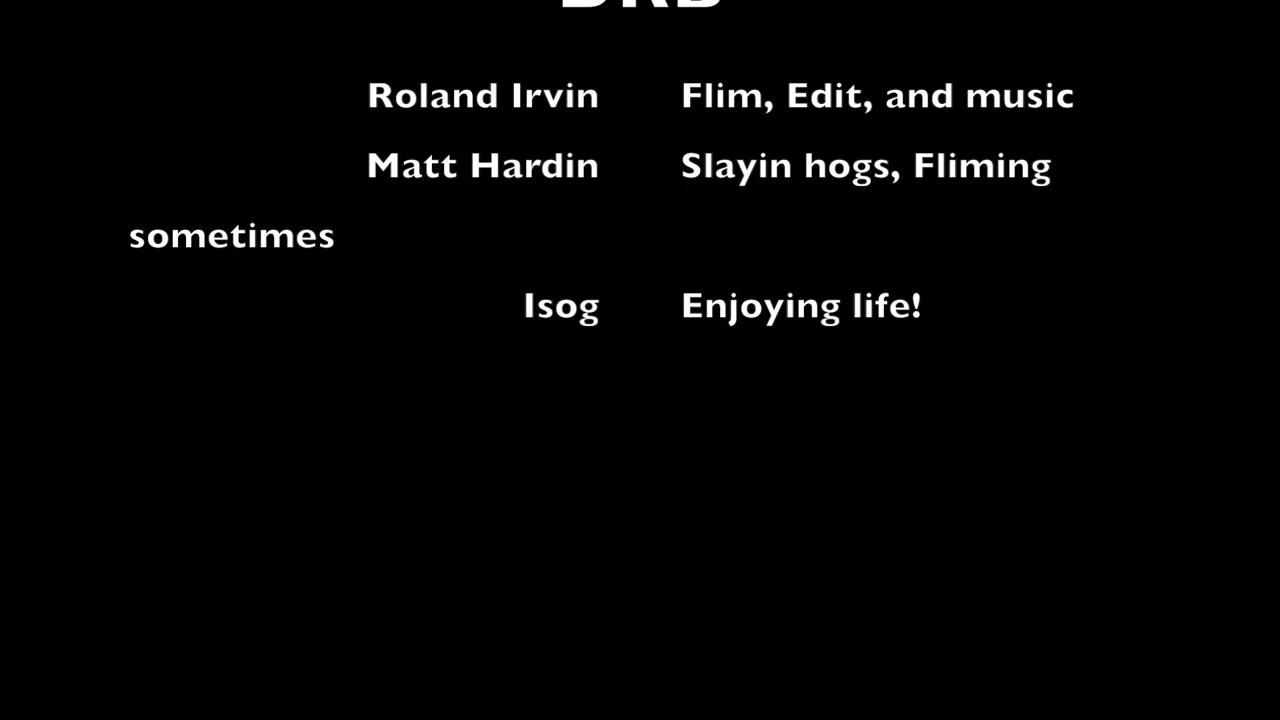 Roland Irvin Flim, Edit, and music
Matt Hardin Slayin hogs, Fliming
sometimes
Isog Enjoying life!